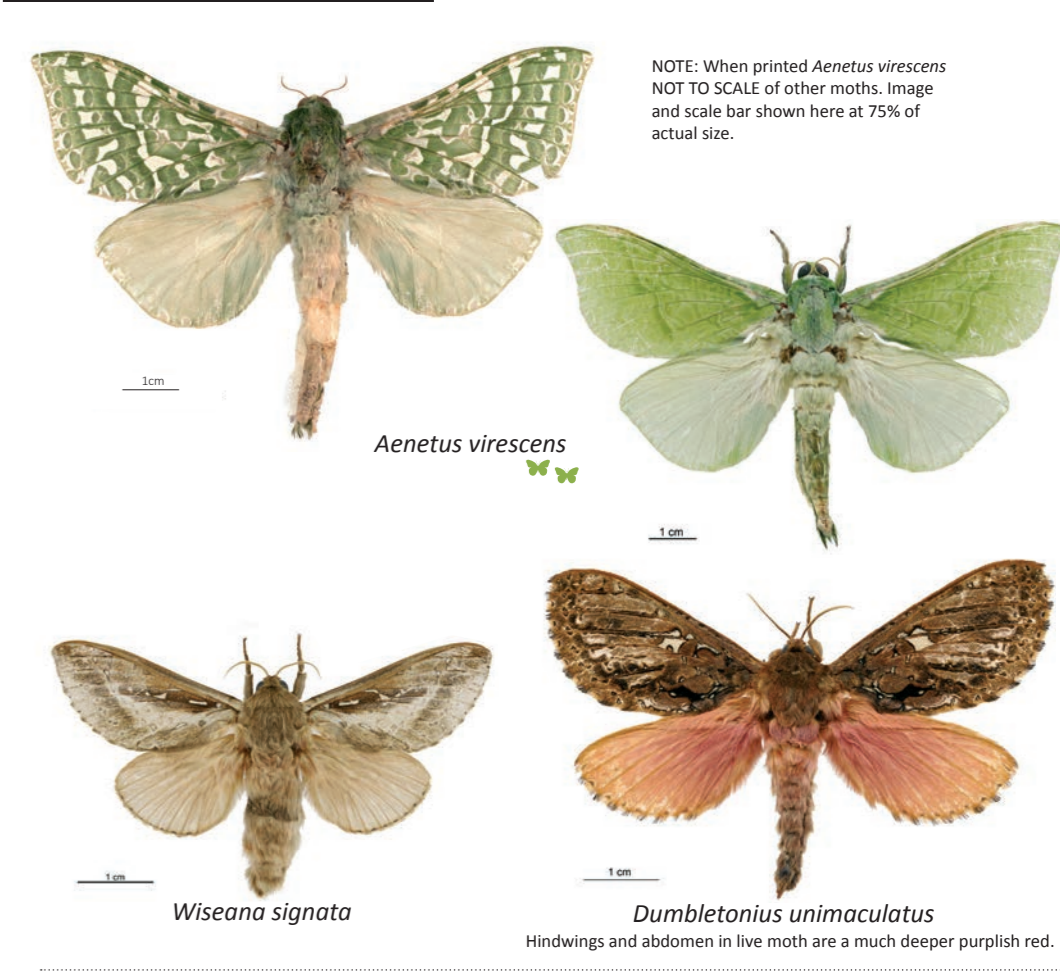 NOTE: When printed Aenetus virescens
NOT TO SCALE of other moths. Image
and scale bar shown here at 75% of
actual size.
1cm
Aenetus virescens
1 cm
1 cm
Wiseana signata
1 cm
Dumbletonius unimaculatus
Hindwings and abdomen in live moth are a much deeper purplish red.